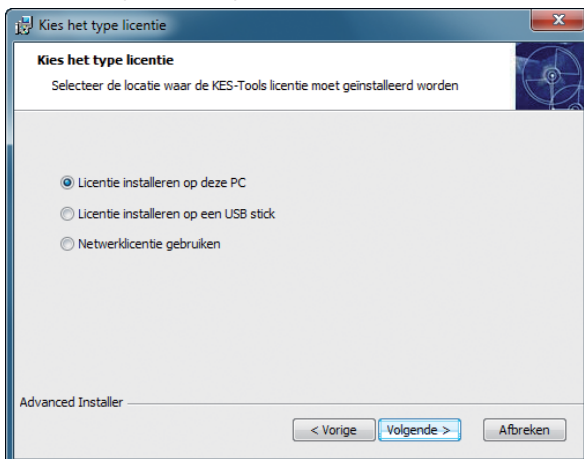 Kies het type licentie
Kies het type licentie
Selecteer de locatie waar de KES-Tools licentie moet geïnstalleerd worden
Licentie installeren op deze PC
Licentie installeren op een USB stick
Netwerklicentie gebruiken
Advanced Installer
< Vorige Volgende > Afbreken